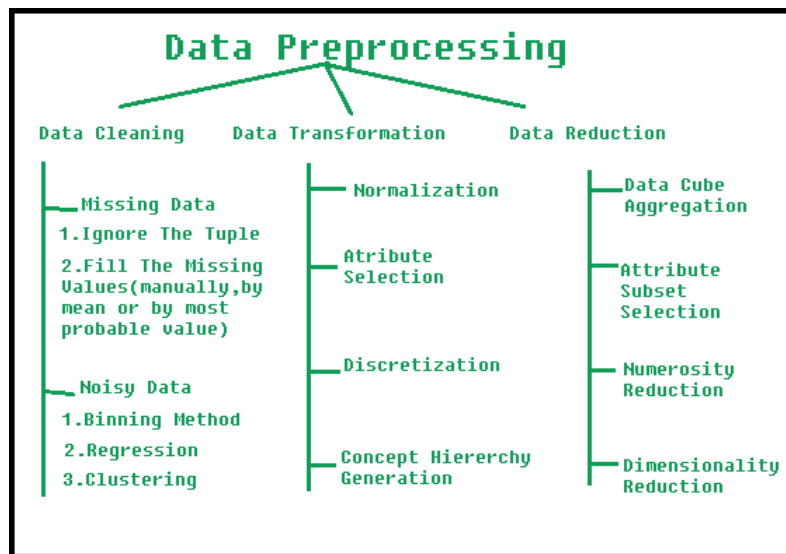 Data Preprocessing
Data Cleaning
Missing Data
1.Ignore The Tuple
2.Fill The Missing
Values(manually,by
mean or by most
probable value)
Noisy Data
1.Binning Method
2.Regression
3.Clustering
Data Transformation
Normalization
Atribute
Selection
Discretization
Concept Hiererchy
Generation
Data Reduction
Data Cube
Aggregation
Attribute
Subset
Selection
Numerosity
Reduction
Dimensionality
Reduction